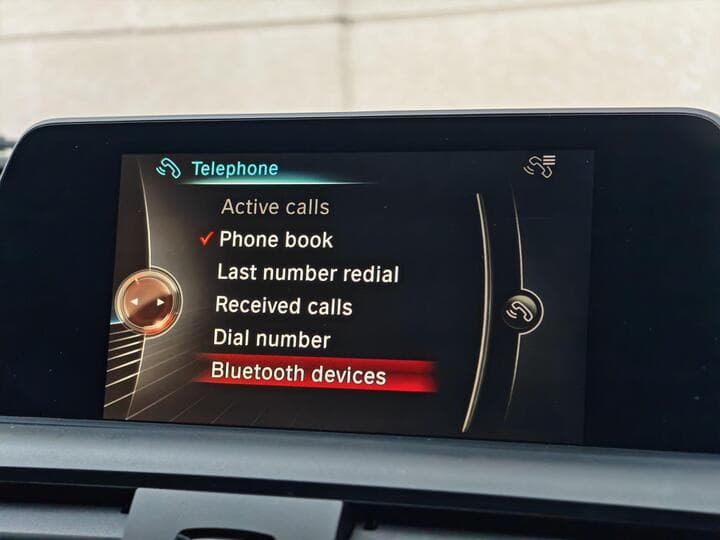 Telephone
Active calls
Phone book
Last number redial
Received calls
Dial number
Bluetooth devices